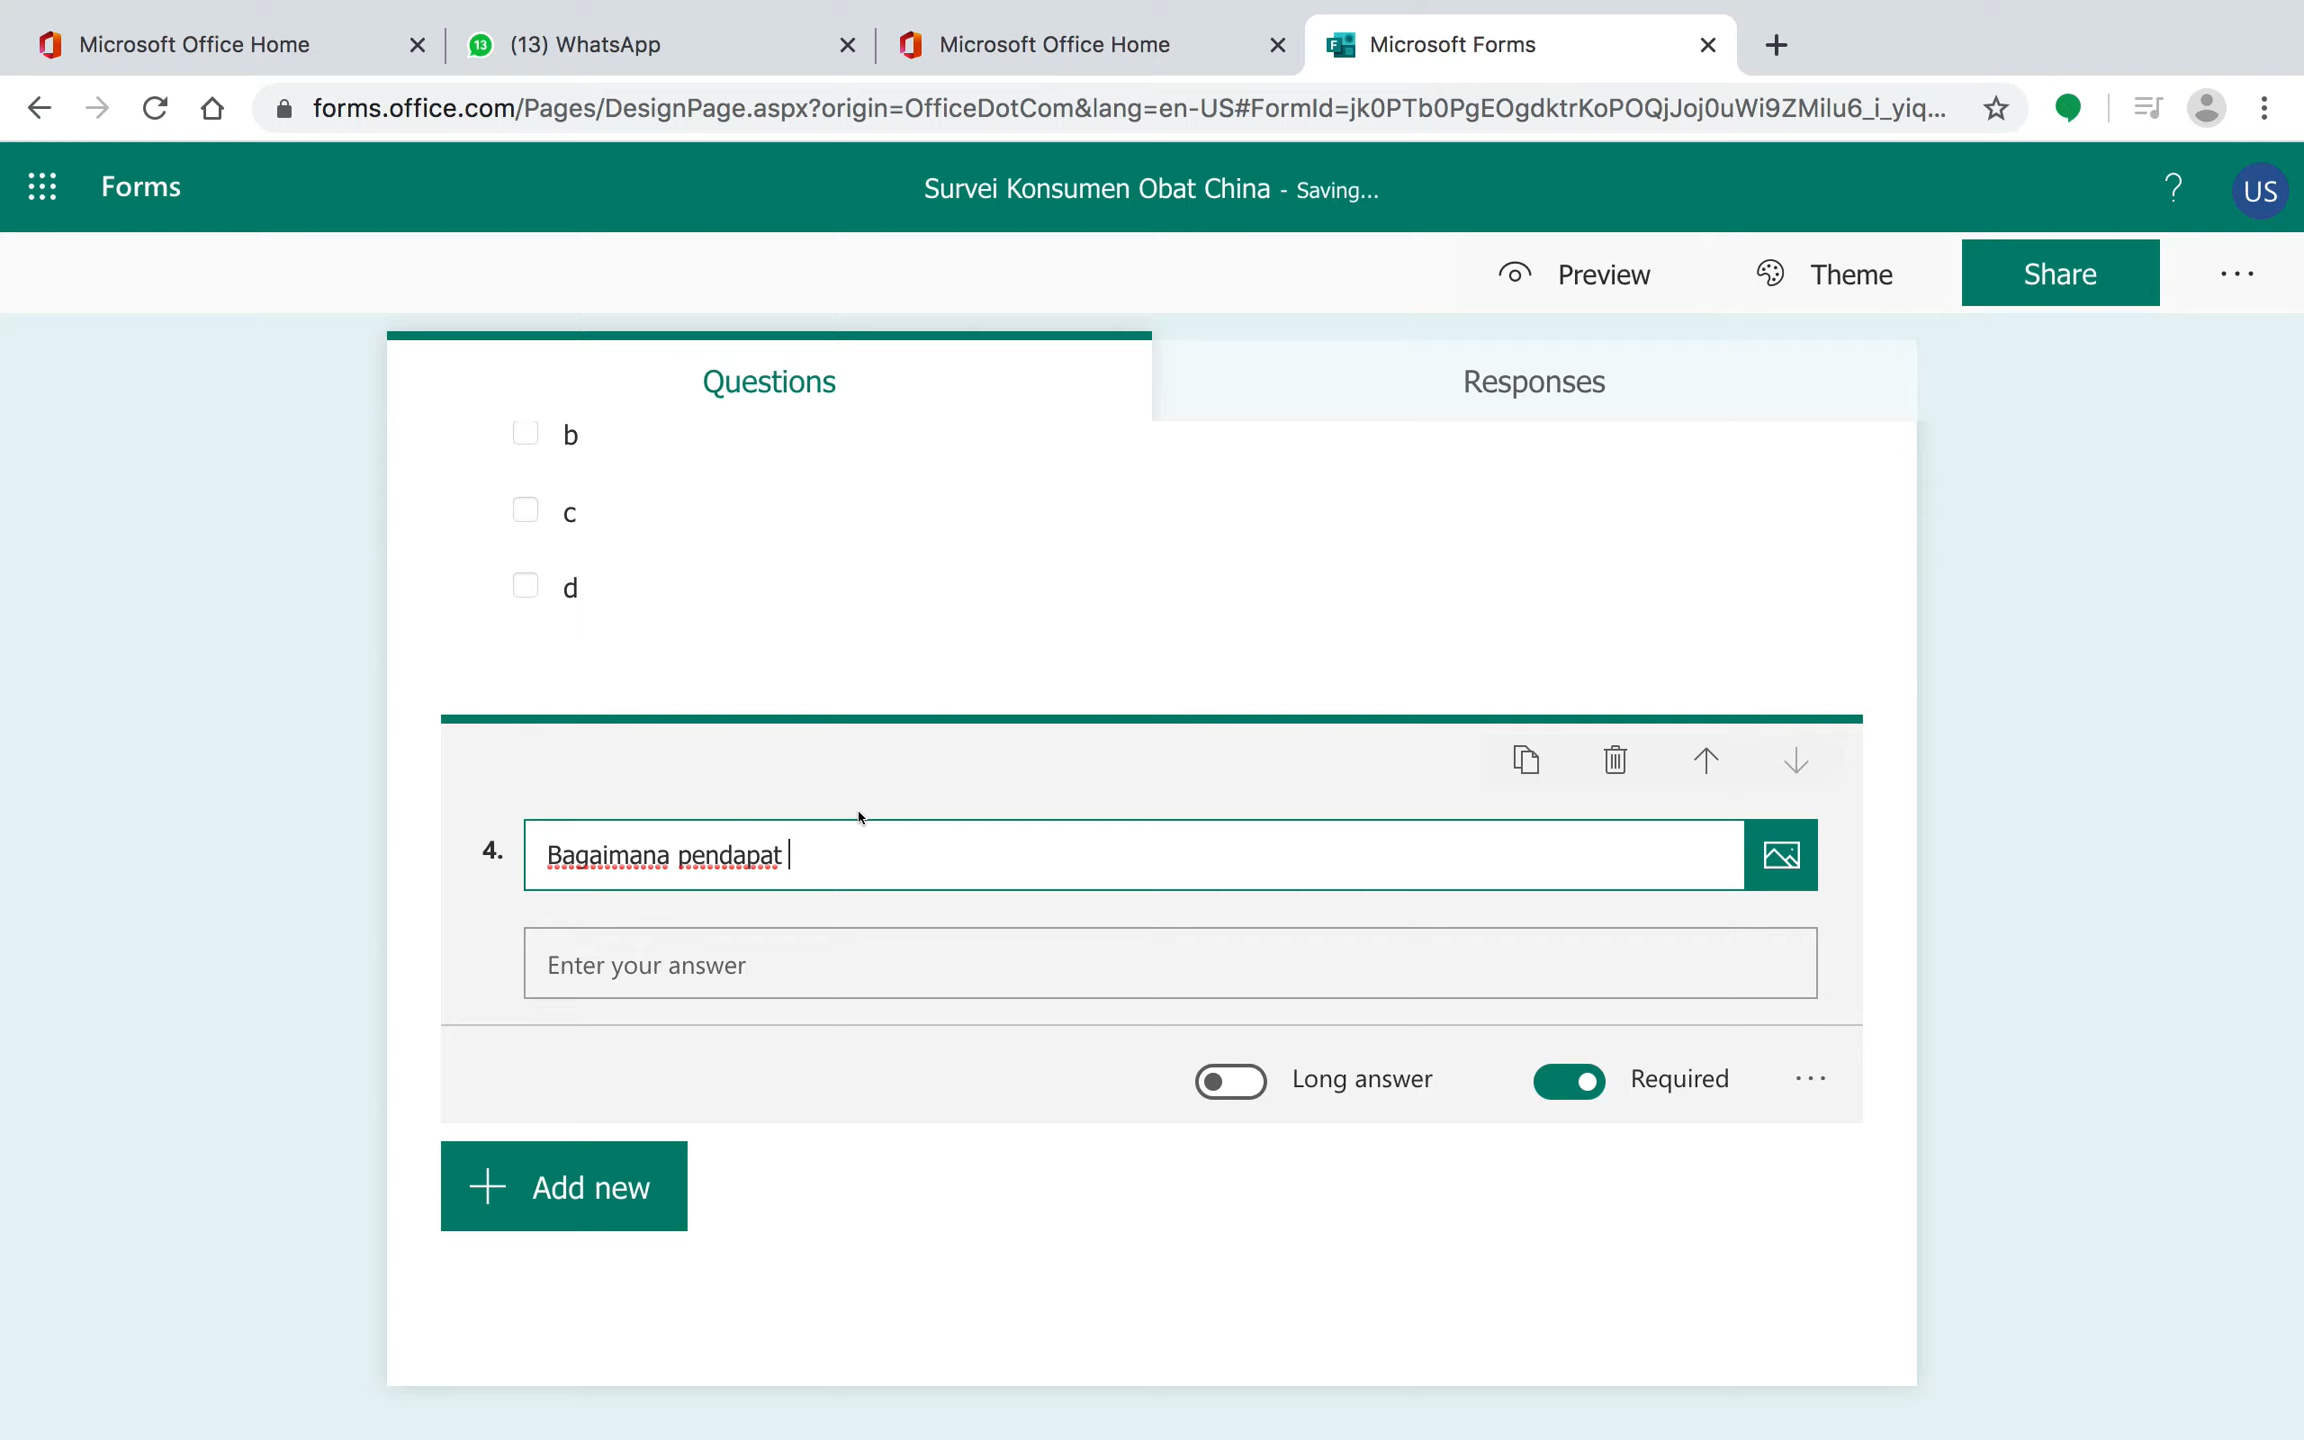 Microsoft Office Home
13
(13) WhatsApp
Microsoft Office Home
F
Microsoft Forms
forms.office.com/Pages/DesignPage.aspx?origin=OfficeDotCom&lang=en-US#FormId=jk0PTb0PgEOgdktrKoPOQjJoj0uWi9ZMilu6_i_yiq...
Forms
Survei Konsumen Obat China - Saving...
?
US
Preview
Theme
Share
Questions
Responses
b
c
d
4.
Bagaimana pendapat
Enter your answer
Long answer
Required
Add new